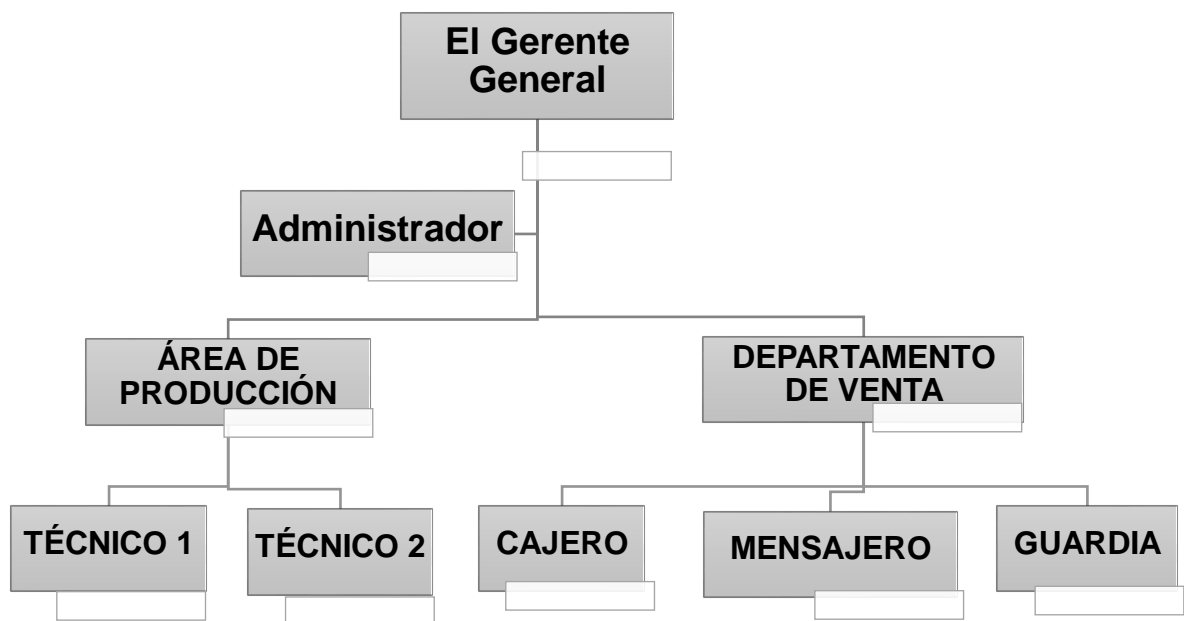 El Gerente
General
Administrador
ÁREA DE
PRODUCCIÓN
DEPARTAMENTO
DE VENTA
TÉCNICO 1
TÉCNICO 2
CAJERO
MENSAJERO
GUARDIA